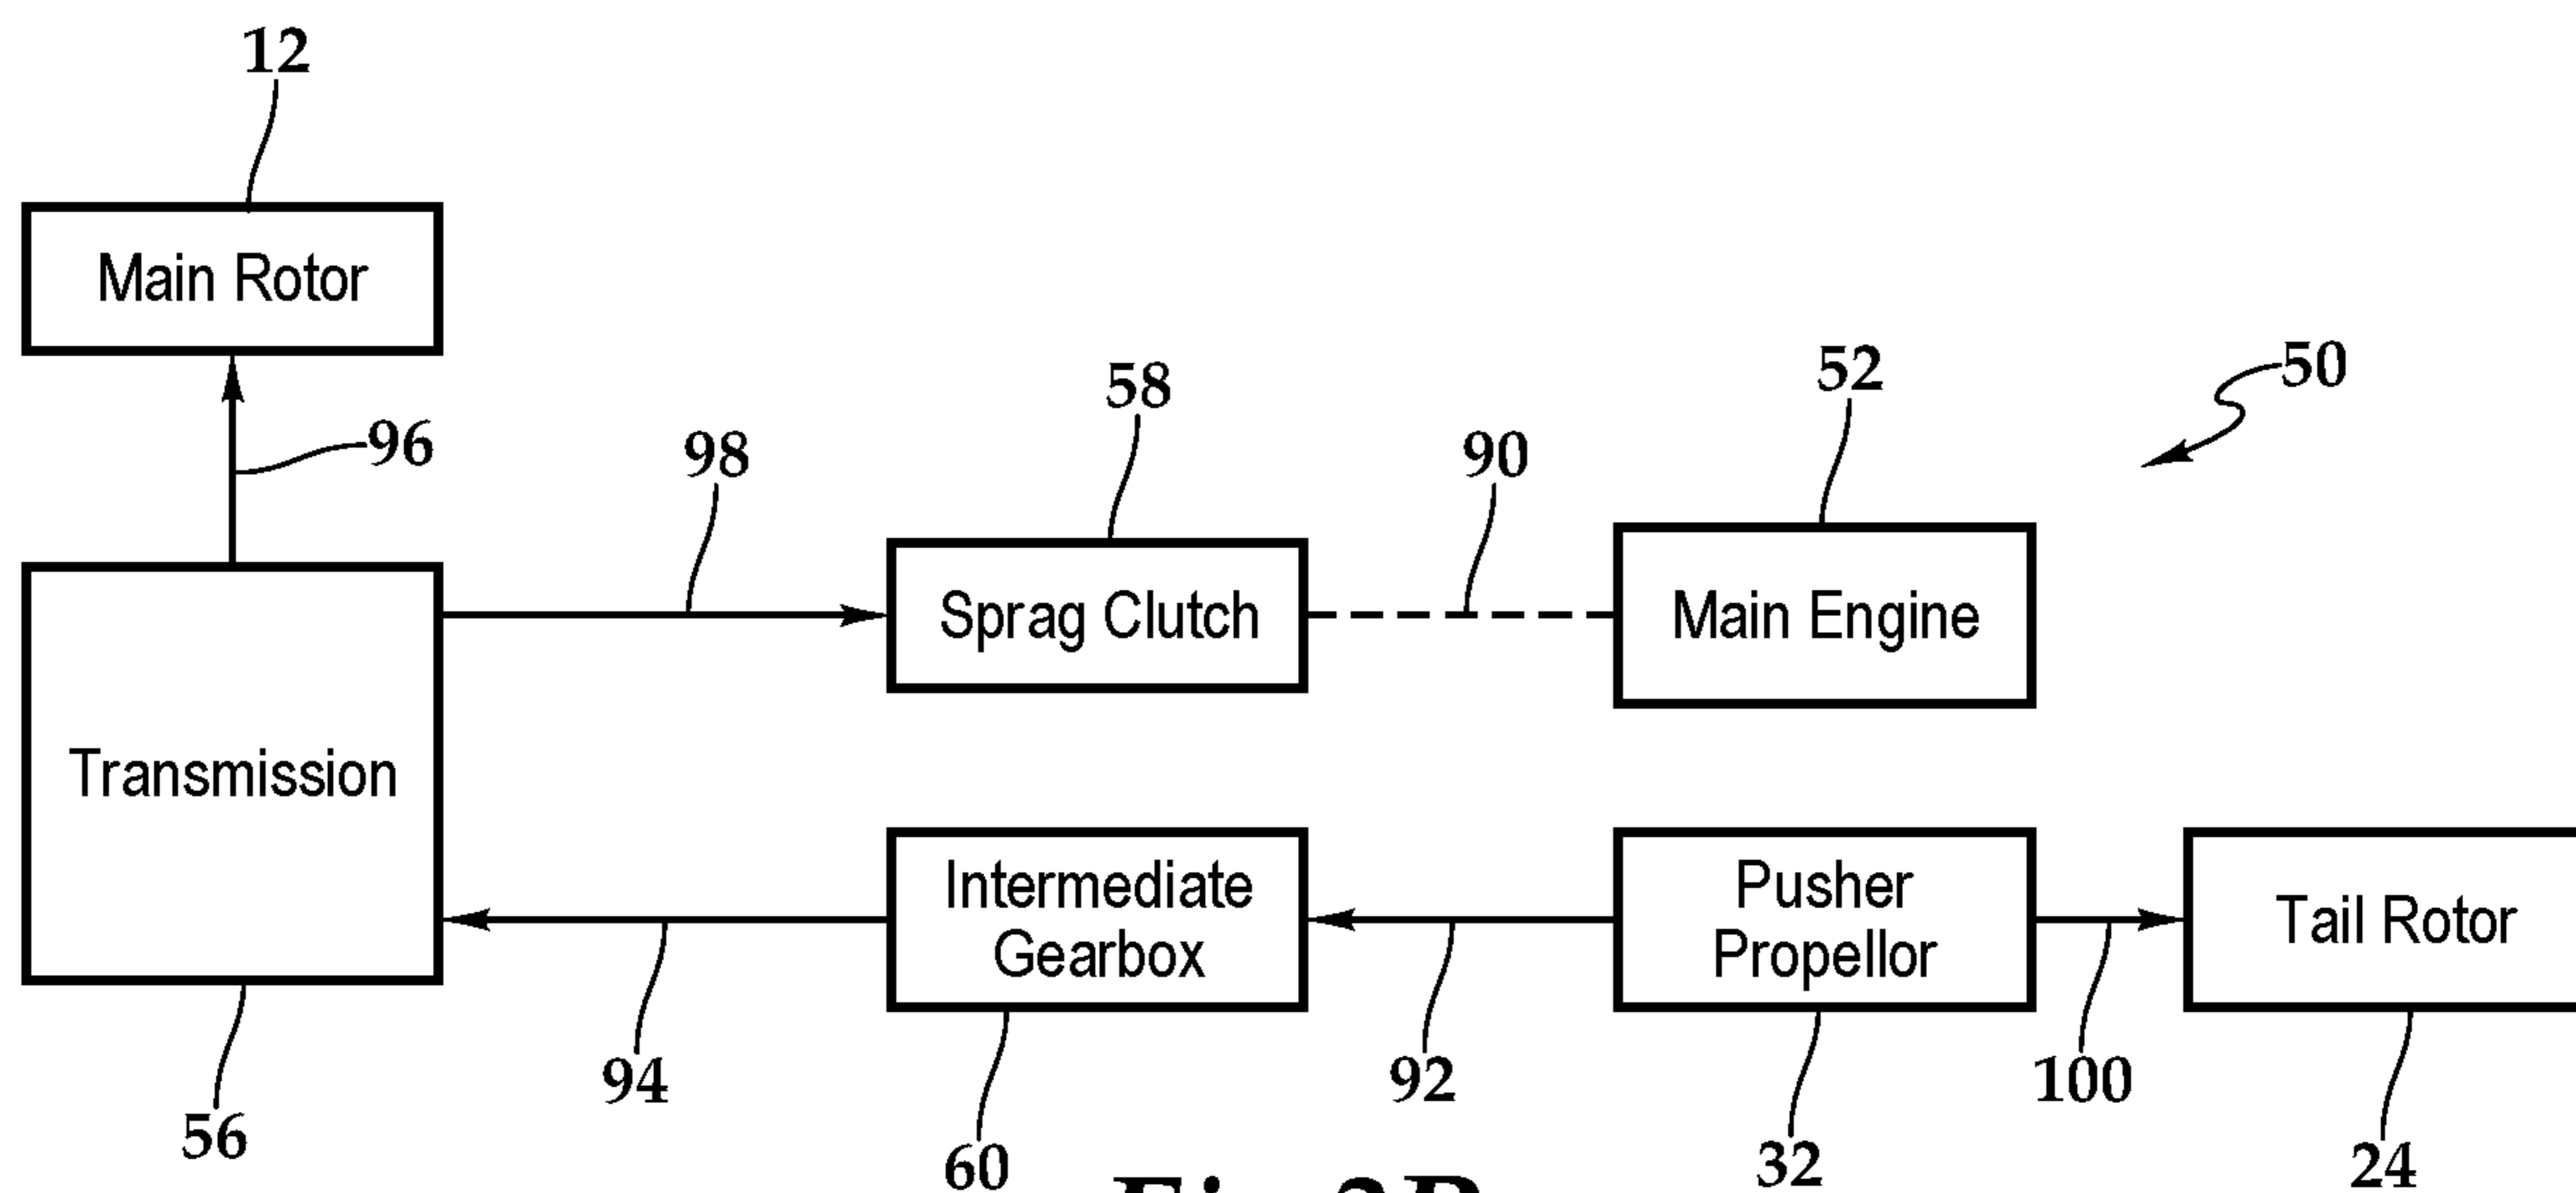 12
Main Rotor
96
98
58
90
52
50
Sprag Clutch
Main Engine
Transmission
Intermediate
Gearbox
Pusher
Propellor
Tail Rotor
56
94
60
92
32
100
24